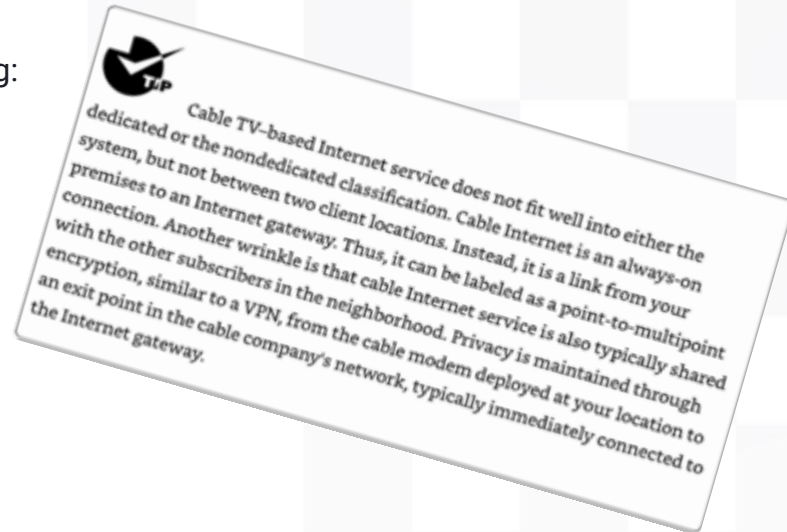 g:
TIP
Cable TV–based Internet service does not fit well into either the
dedicated or the nondedicated classification. Cable Internet is an always-on
system, but not between two client locations. Instead, it is a link from your
premises to an Internet gateway. Thus, it can be labeled as a point-to-multipoint
connection. Another wrinkle is that cable Internet service is also typically shared
with the other subscribers in the neighborhood. Privacy is maintained through
encryption, similar to a VPN, from the cable modem deployed at your location to
an exit point in the cable company's network, typically immediately connected to
the Internet gateway.